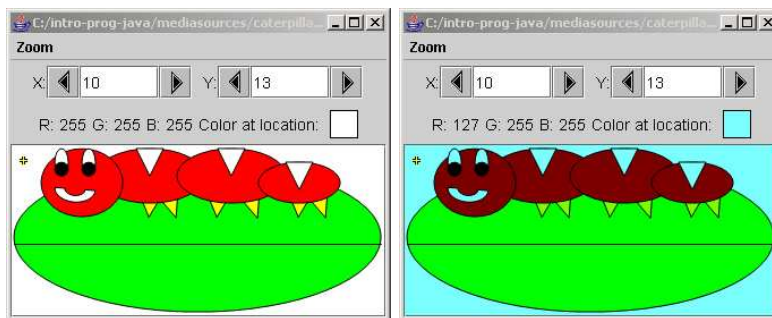 C:/intro-prog-java/mediasources/caterpilla...
Zoom
X: 10 Y: 13
R: 255 G: 255 B: 255 Color at location:
C:/intro-prog-java/mediasources/caterpilla...
Zoom
X: 10 Y: 13
R: 127 G: 255 B: 255 Color at location: